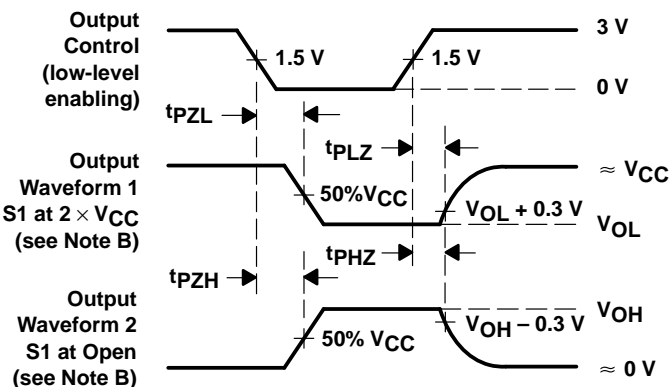 Output
Control
(low-level
enabling)
3 V
1.5 V
1.5 V
0 V
tPZL
tPLZ
Output
Waveform 1
S1 at 2 × VCC
(see Note B)
≈ VCC
50%VCC
VOL + 0.3 V
VOL
tPZH
tPHZ
Output
Waveform 2
S1 at Open
(see Note B)
VOH
50% VCC
VOH − 0.3 V
≈ 0 V